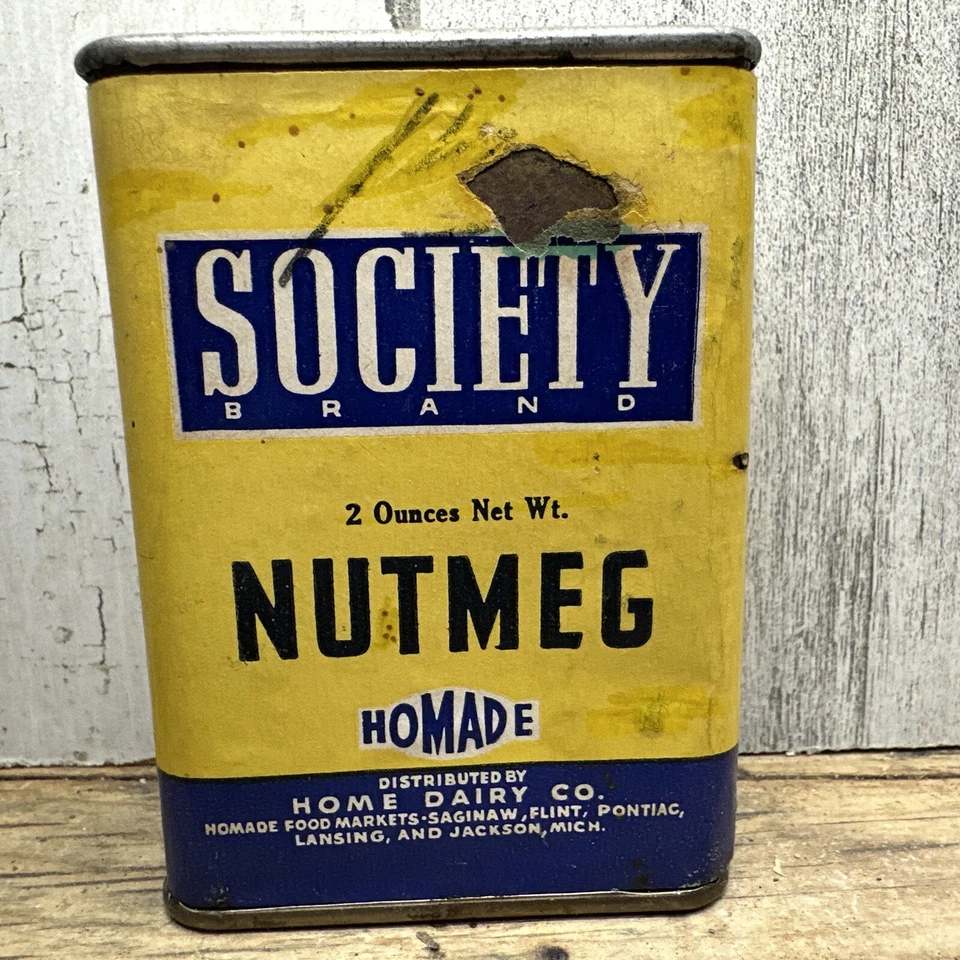 SOCIETY
BRAND
2 Ounces Net Wt.
NUTMEG
HOMADE
DISTRIBUTED BY
HOME DAIRY CO.
HOMADE FOOD MARKETS-SAGINAW, FLINT, PONTIAC,
LANSING, AND JACKSON, MICH.